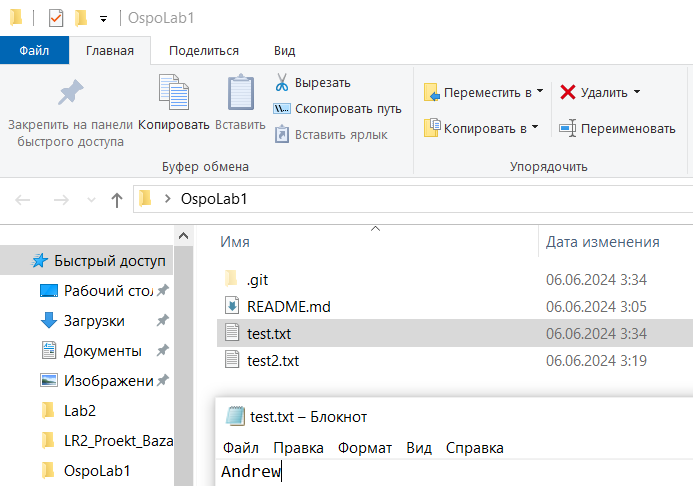 OspoLab1
Файл Главная Поделиться Вид
Закрепить на панели быстрого доступа
Копировать
Вставить
Вырезать
Скопировать путь
Вставить ярлык
Буфер обмена
Переместить в
Копировать в
Удалить
Переименовать
Упорядочить
OspoLab1
Быстрый доступ
Рабочий стол
Загрузки
Документы
Изображени
Lab2
LR2_Proekt_Baza
OspoLab1
Имя Дата изменения
.git 06.06.2024 3:34
README.md 06.06.2024 3:05
test.txt 06.06.2024 3:34
test2.txt 06.06.2024 3:19
test.txt – Блокнот
Файл Правка Формат Вид Справка
Andrew